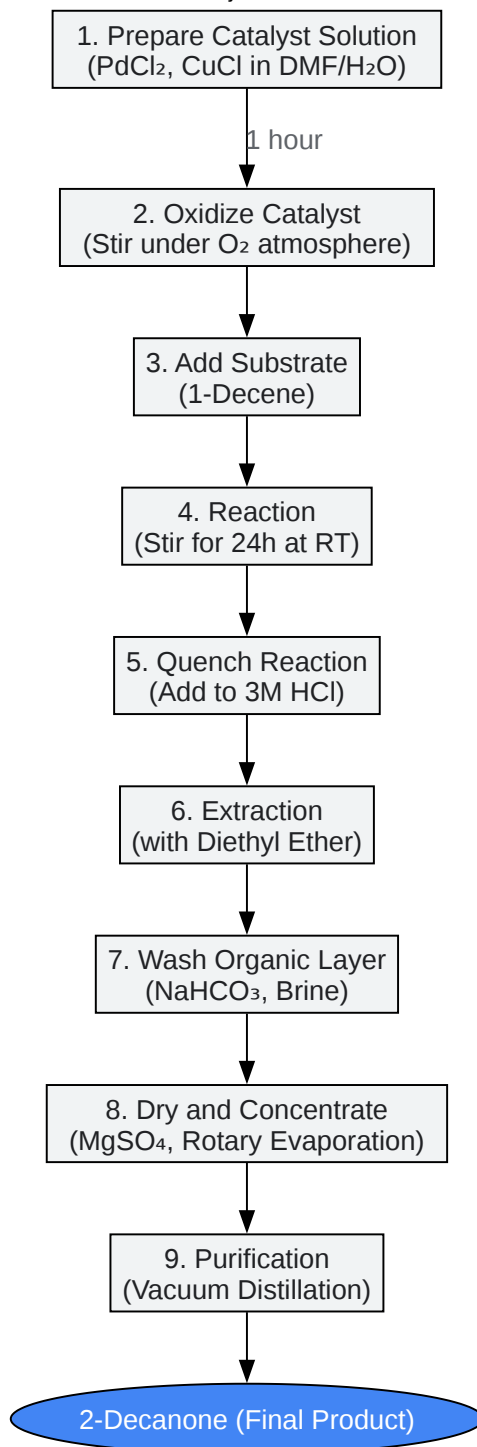 1. Prepare Catalyst Solution
(PdCl₂, CuCl in DMF/H₂O)
1 hour
2. Oxidize Catalyst
(Stir under O₂ atmosphere)
3. Add Substrate
(1-Decene)
4. Reaction
(Stir for 24h at RT)
5. Quench Reaction
(Add to 3M HCl)
6. Extraction
(with Diethyl Ether)
7. Wash Organic Layer
(NaHCO₃, Brine)
8. Dry and Concentrate
(MgSO₄, Rotary Evaporation)
9. Purification
(Vacuum Distillation)
2-Decanone (Final Product)